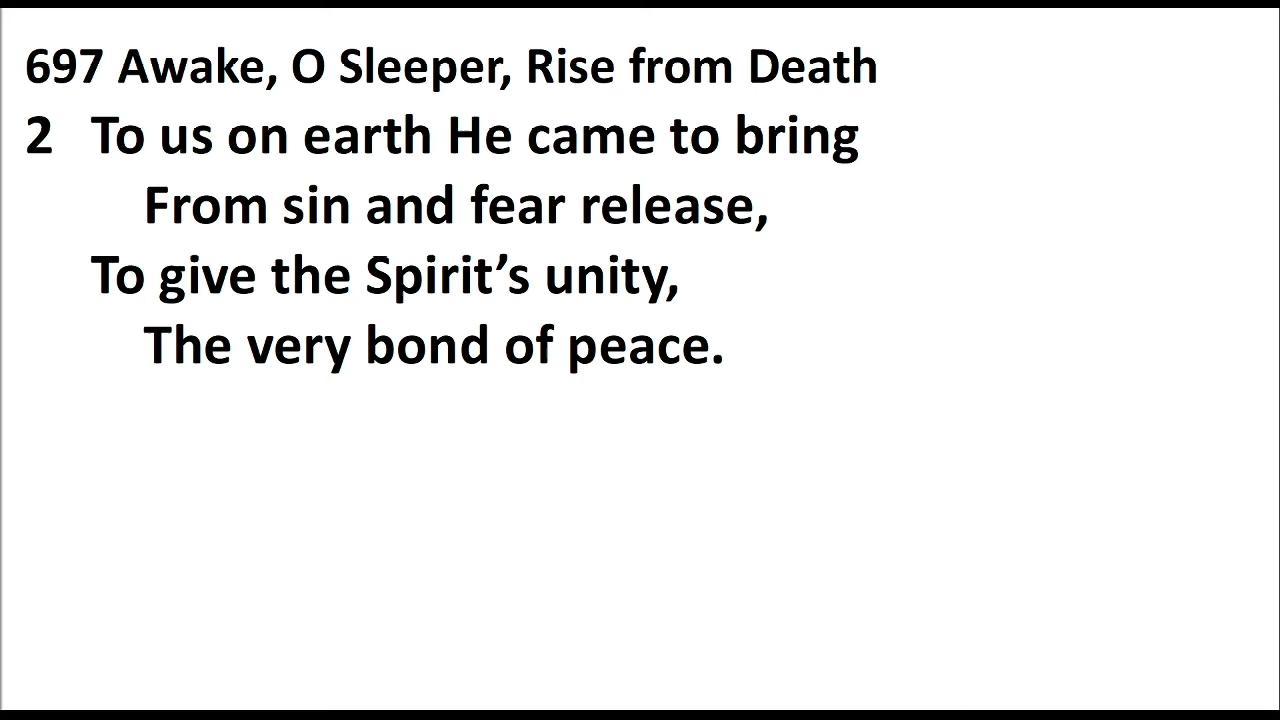 697 Awake, O Sleeper, Rise from Death
2 To us on earth He came to bring
From sin and fear release,
To give the Spirit’s unity,
The very bond of peace.